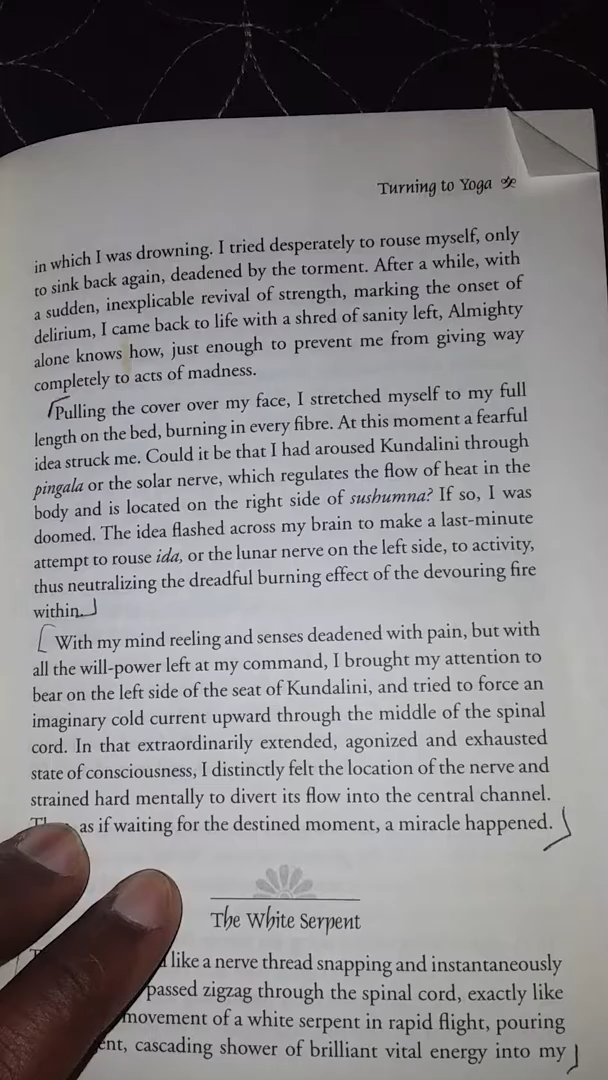 Turning to Yoga
in which I was drowning. I tried desperately to rouse myself, only
to sink back again, deadened by the torment. After a while, with
a sudden, inexplicable revival of strength, marking the onset of
delirium, I came back to life with a shred of sanity left, Almighty
alone knows how, just enough to prevent me from giving way
completely to acts of madness.
Pulling the cover over my face, I stretched myself to my full
length on the bed, burning in every fibre. At this moment a fearful
idea struck me. Could it be that I had aroused Kundalini through
pingala or the solar nerve, which regulates the flow of heat in the
body and is located on the right side of sushumna? If so, I was
doomed. The idea flashed across my brain to make a last-minute
attempt to rouse ida, or the lunar nerve on the left side, to activity,
thus neutralizing the dreadful burning effect of the devouring fire
within.
With my mind reeling and senses deadened with pain, but with
all the will-power left at my command, I brought my attention to
bear on the left side of the seat of Kundalini, and tried to force an
imaginary cold current upward through the middle of the spinal
cord. In that extraordinarily extended, agonized and exhausted
state of consciousness, I distinctly felt the location of the nerve and
strained hard mentally to divert its flow into the central channel.
as if waiting for the destined moment, a miracle happened.
The White Serpent
like a nerve thread snapping and instantaneously
passed zigzag through the spinal cord, exactly like
movement of a white serpent in rapid flight, pouring
cascading shower of brilliant vital energy into my